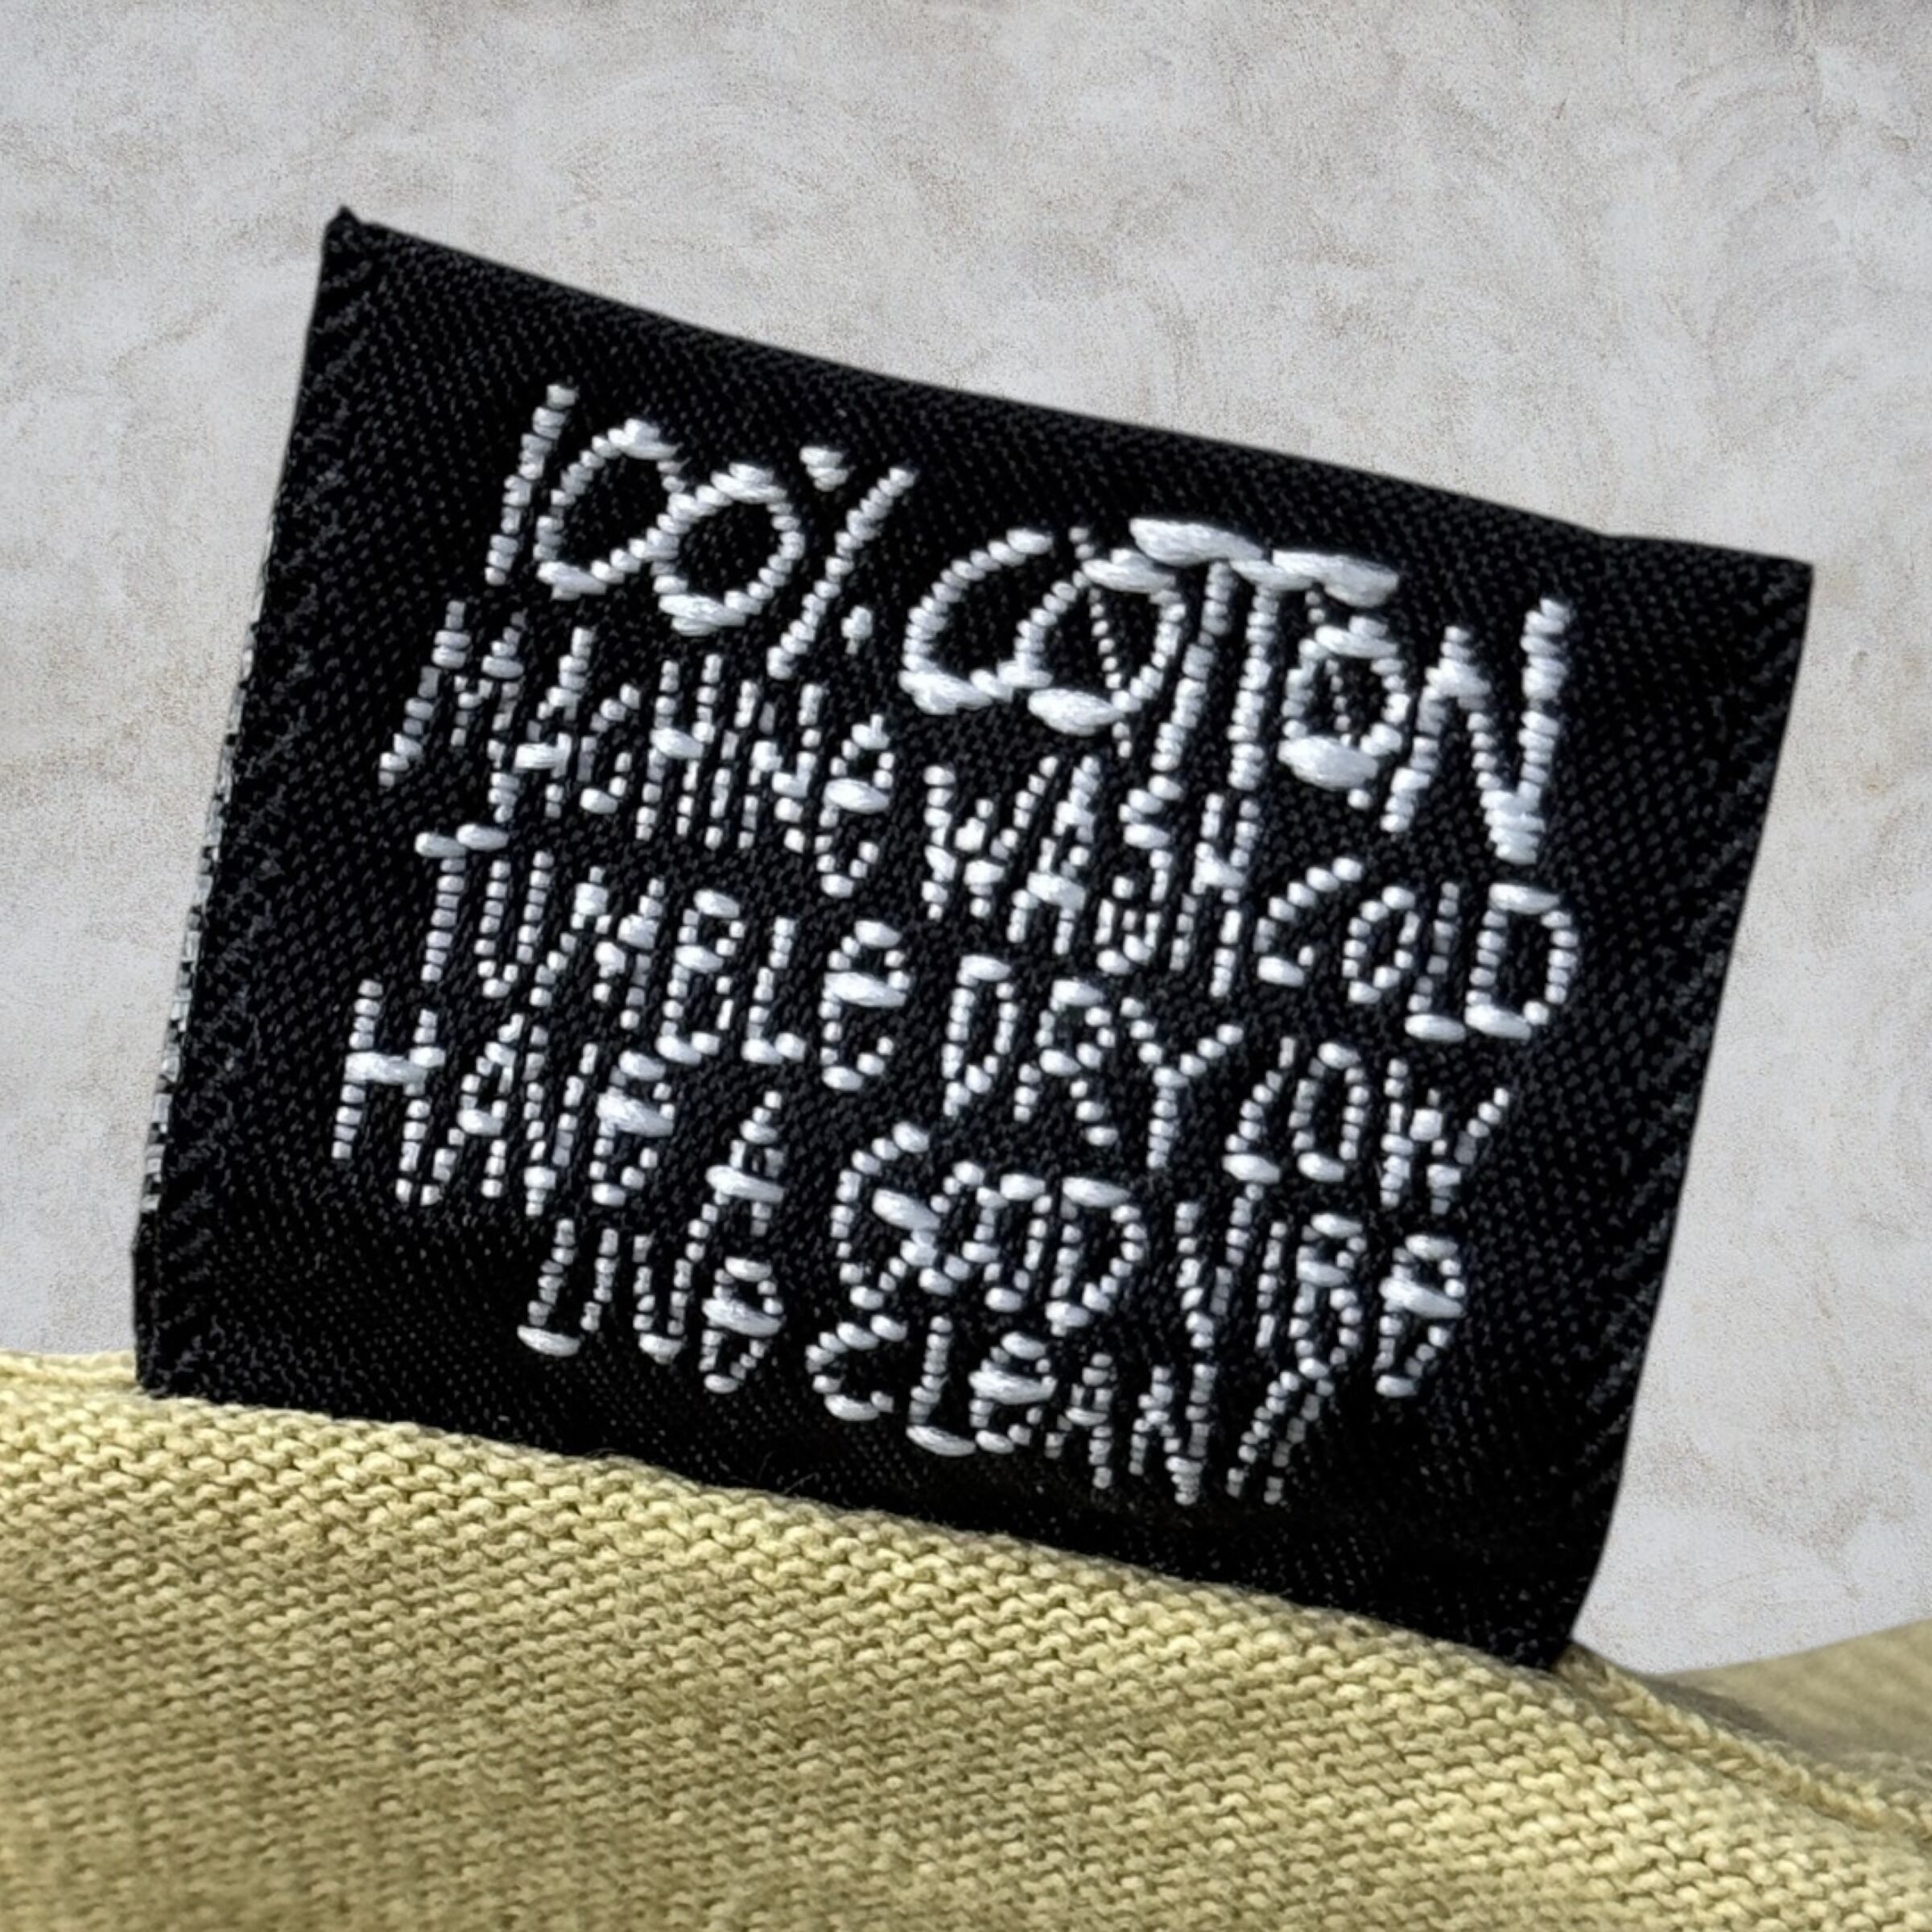 100% COTTON
MACHINE WASH COLD
TUMBLE DRY LOW
HAVE A GOOD VIBE
LIVE CLEAN!!